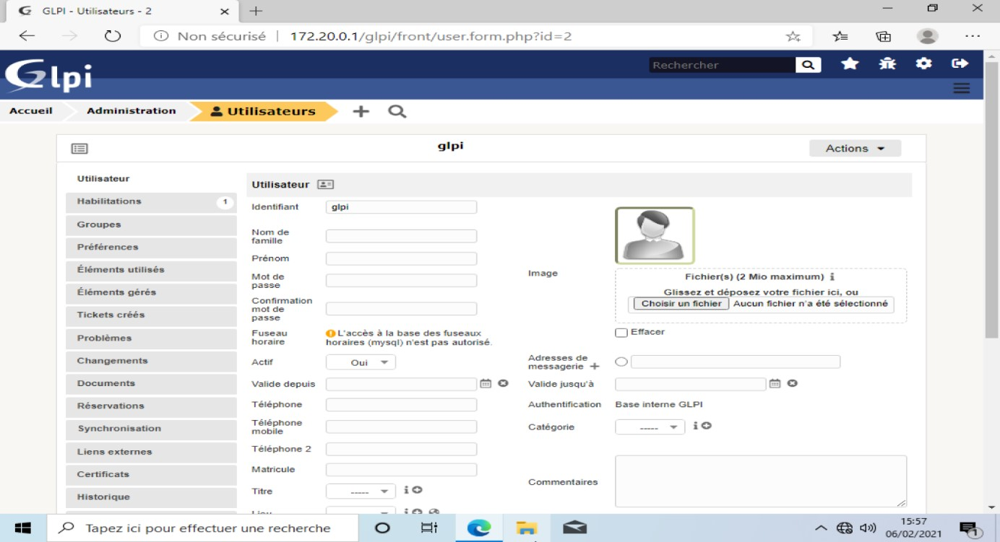 GLPI - Utilisateurs - 2
Non sécurisé | 172.20.0.1/glpi/front/user.form.php?id=2
Glpi
Rechercher
Accueil
Administration
Utilisateurs
glpi
Actions
Utilisateur
Habilitations 1
Groupes
Préférences
Éléments utilisés
Éléments gérés
Tickets créés
Problèmes
Changements
Documents
Réservations
Synchronisation
Liens externes
Certificats
Historique
Utilisateur
Identifiant glpi
Nom de
famille
Prénom
Mot de
passe
Confirmation
mot de
passe
Fuseau
horaire
L'accès à la base des fuseaux
horaires (mysql) n'est pas autorisé.
Actif Oui
Valide depuis
Téléphone
Téléphone
mobile
Téléphone 2
Matricule
Titre -----
Lieu
Image
Fichier(s) (2 Mio maximum)
Glissez et déposez votre fichier ici, ou
Choisir un fichier Aucun fichier n'a été sélectionné
Effacer
Adresses de
messagerie
Valide jusqu'à
Authentification Base interne GLPI
Catégorie -----
Commentaires
Tapez ici pour effectuer une recherche
15:57
06/02/2021
1